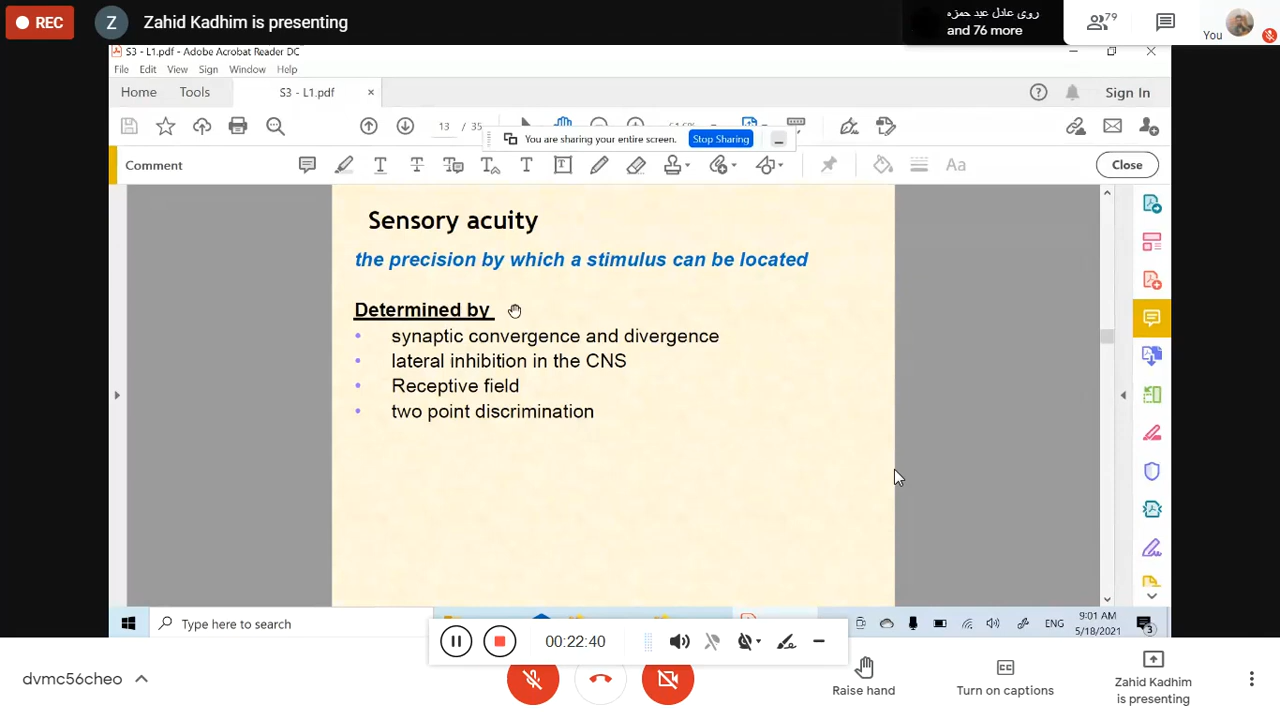 REC
Z
Zahid Kadhim is presenting
روى عادل عبد حمزه
and 76 more
79
You
S3 - L1.pdf - Adobe Acrobat Reader DC
File Edit View Sign Window Help
Home Tools S3 - L1.pdf × Sign In
13 / 35
You are sharing your entire screen. Stop Sharing
Comment
Aa
Close
Sensory acuity
the precision by which a stimulus can be located
Determined by
• synaptic convergence and divergence
• lateral inhibition in the CNS
• Receptive field
• two point discrimination
Type here to search
ENG
9:01 AM
5/18/2021
3
00:22:40
dvmc56cheo
Raise hand
Turn on captions
Zahid Kadhim
is presenting